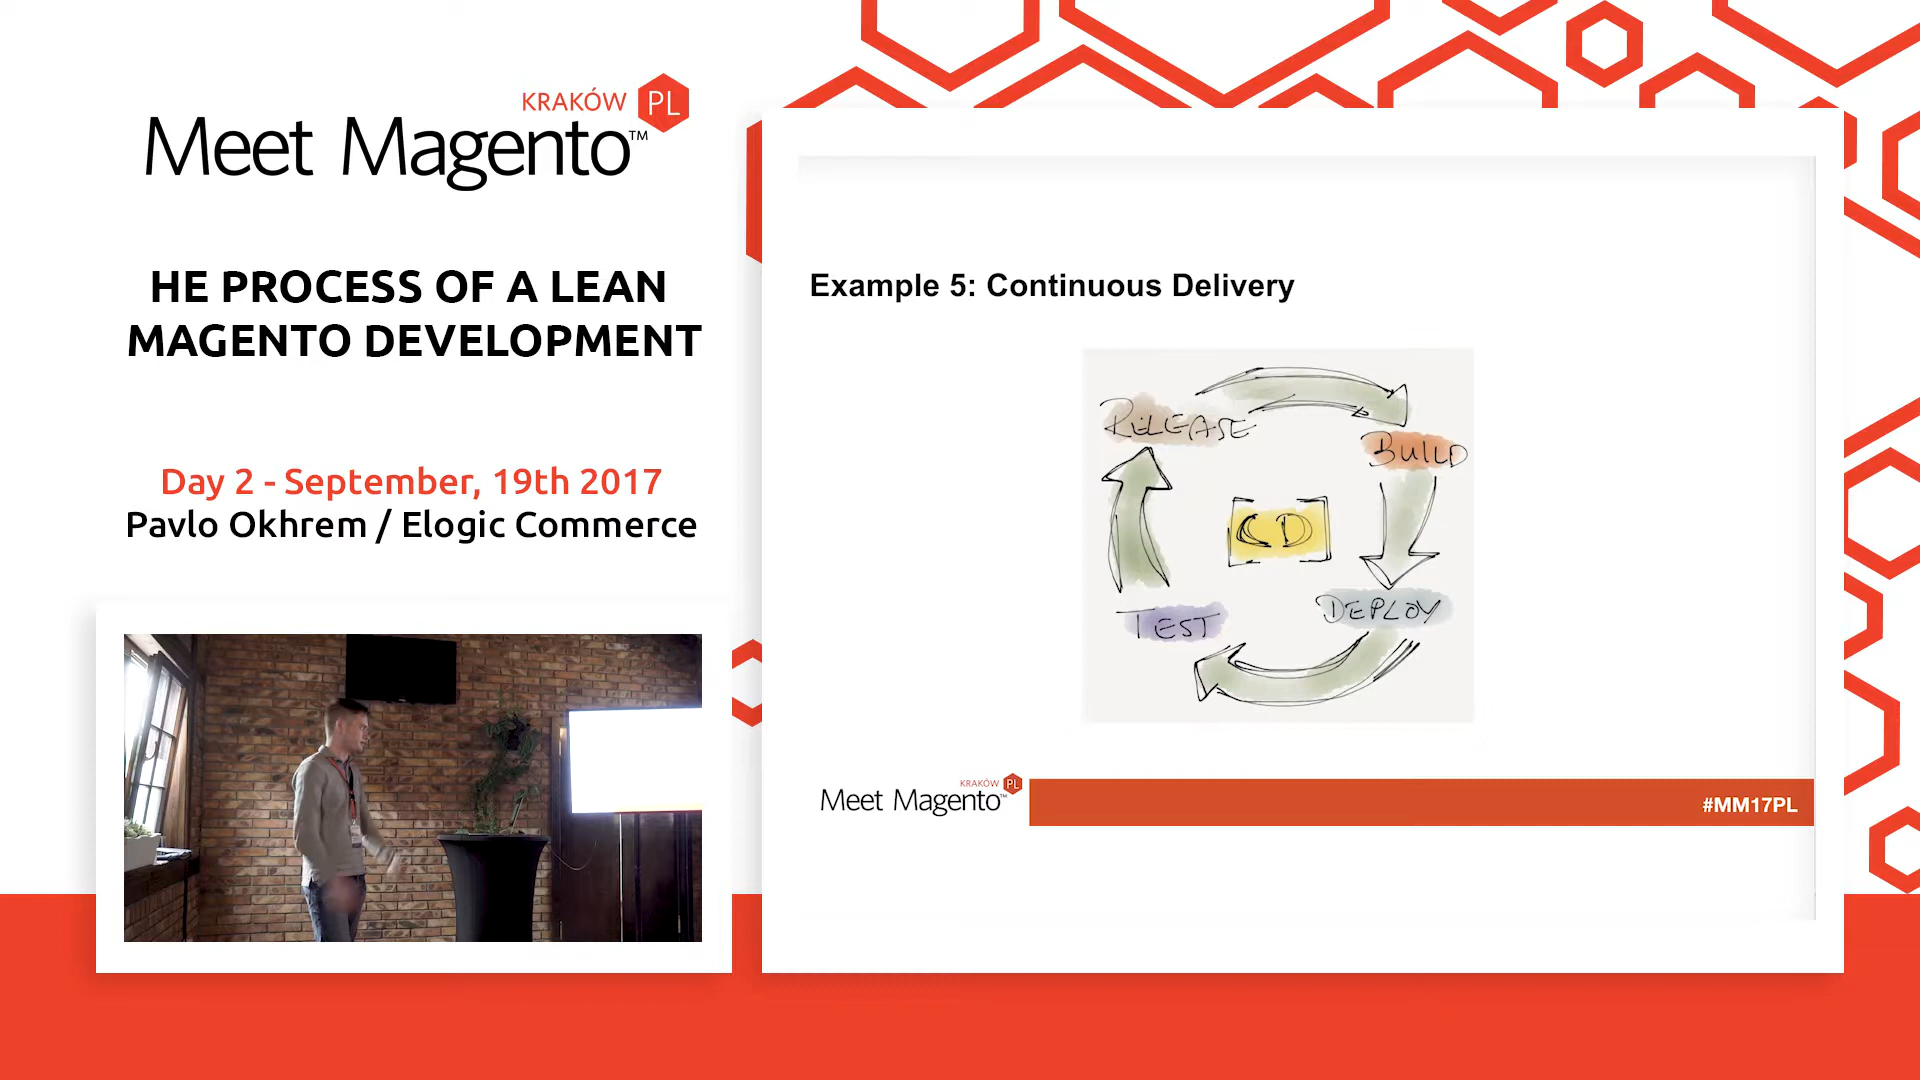 KRAKÓW PL
Meet Magento™
HE PROCESS OF A LEAN
MAGENTO DEVELOPMENT
Day 2 - September, 19th 2017
Pavlo Okhrem / Elogic Commerce
Example 5: Continuous Delivery
RELEASE
BUILD
CD
TEST
DEPLOY
KRAKÓW PL
Meet Magento™
#MM17PL